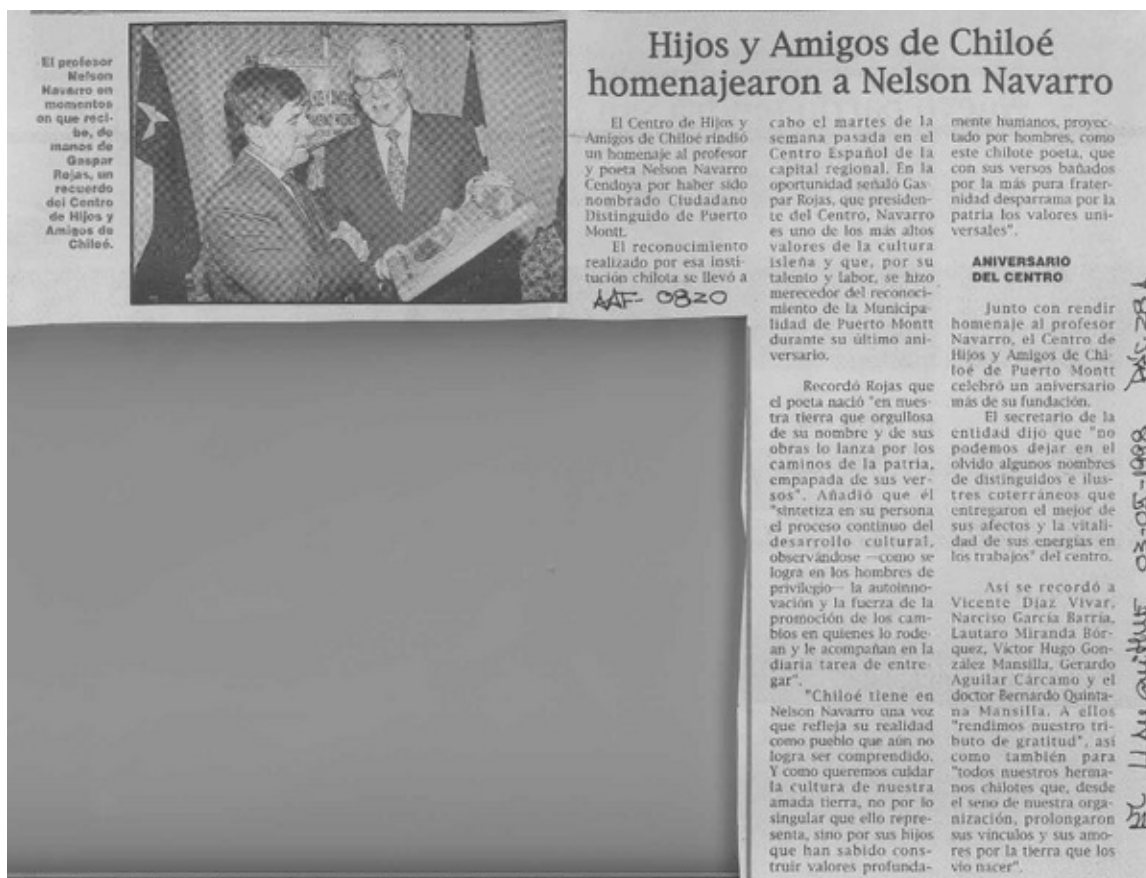 El profesor
Nelson
Navarro en
momentos
en que reci-
be, de
manos de
Gaspar
Rojas, un
recuerdo
del Centro
de Hijos y
Amigos de
Chiloé.
Hijos y Amigos de Chiloé
homenajearon a Nelson Navarro
El Centro de Hijos y
Amigos de Chiloé rindió
un homenaje al profesor
y poeta Nelson Navarro
Cendoya por haber sido
nombrado Ciudadano
Distinguido de Puerto
Montt.
El reconocimiento
realizado por esa insti-
tución chilota se llevó a
AAF- 0820
cabo el martes de la
semana pasada en el
Centro Español de la
capital regional. En la
oportunidad señaló Gas-
par Rojas, que presiden-
te del Centro, Navarro
es uno de los más altos
valores de la cultura
isleña y que, por su
talento y labor, se hizo
merecedor del reconoci-
miento de la Municipa-
lidad de Puerto Montt
durante su último ani-
versario.
Recordó Rojas que
el poeta nació "en nues-
tra tierra que orgullosa
de su nombre y de sus
obras lo lanza por los
caminos de la patria,
empapada de sus ver-
sos". Añadió que él
"sintetiza en su persona
el proceso continuo del
desarrollo cultural,
observándose —como se
logra en los hombres de
privilegio— la autoinno-
vación y la fuerza de la
promoción de los cam-
bios en quienes lo rode-
an y le acompañan en la
diaria tarea de entre-
gar".
"Chiloé tiene en
Nelson Navarro una voz
que refleja su realidad
como pueblo que aún no
logra ser comprendido.
Y como queremos cuidar
la cultura de nuestra
amada tierra, no por lo
singular que ello repre-
senta, sino por sus hijos
que han sabido cons-
truir valores profunda-
mente humanos, proyec-
tado por hombres, como
este chilote poeta, que
con sus versos bañados
por la más pura frater-
nidad desparrama por la
patria los valores uni-
versales".
ANIVERSARIO
DEL CENTRO
Junto con rendir
homenaje al profesor
Navarro, el Centro de
Hijos y Amigos de Chi-
loé de Puerto Montt
celebró un aniversario
más de su fundación.
El secretario de la
entidad dijo que "no
podemos dejar en el
olvido algunos nombres
de distinguidos e ilus-
tres coterráneos que
entregaron el mejor de
sus afectos y la vitali-
dad de sus energías en
los trabajos" del centro.
Así se recordó a
Vicente Díaz Vivar,
Narciso García Barría,
Lautaro Miranda Bór-
quez, Víctor Hugo Gon-
zález Mansilla, Gerardo
Aguilar Cárcamo y el
doctor Bernardo Quinta-
na Mansilla. A ellos
"rendimos nuestro tri-
buto de gratitud", así
como también para
"todos nuestros herma-
nos chilotes que, desde
el seno de nuestra orga-
nización, prolongaron
sus vínculos y sus amo-
res por la tierra que los
vio nacer".